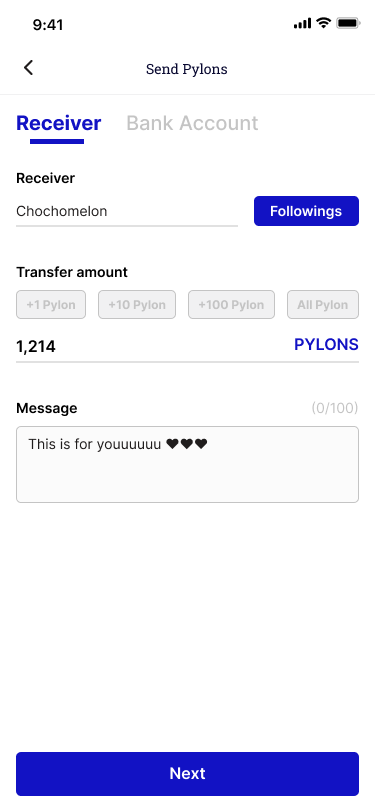 9:41
Send Pylons
Receiver Bank Account
Receiver
Chochomelon Followings
Transfer amount
+1 Pylon +10 Pylon +100 Pylon All Pylon
1,214 PYLONS
Message (0/100)
This is for youuuuuu ♥♥♥
Next